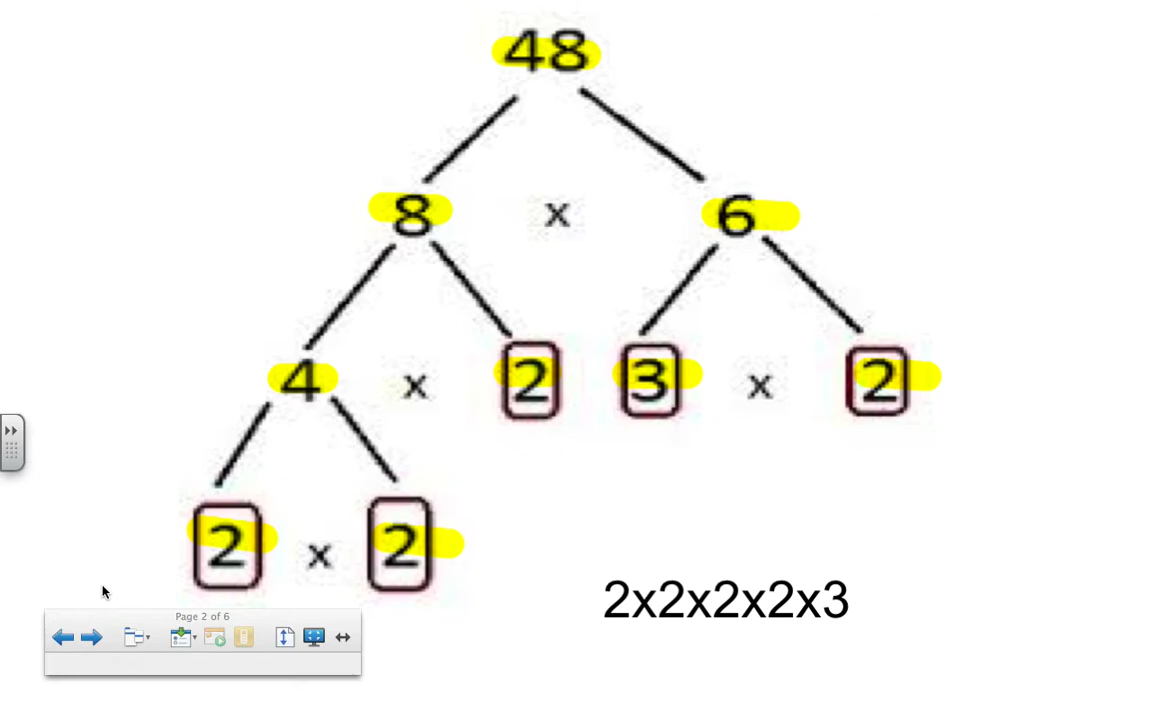 48
8 x 6
4 x 2 3 x 2
2 x 2
2x2x2x2x3
Page 2 of 6